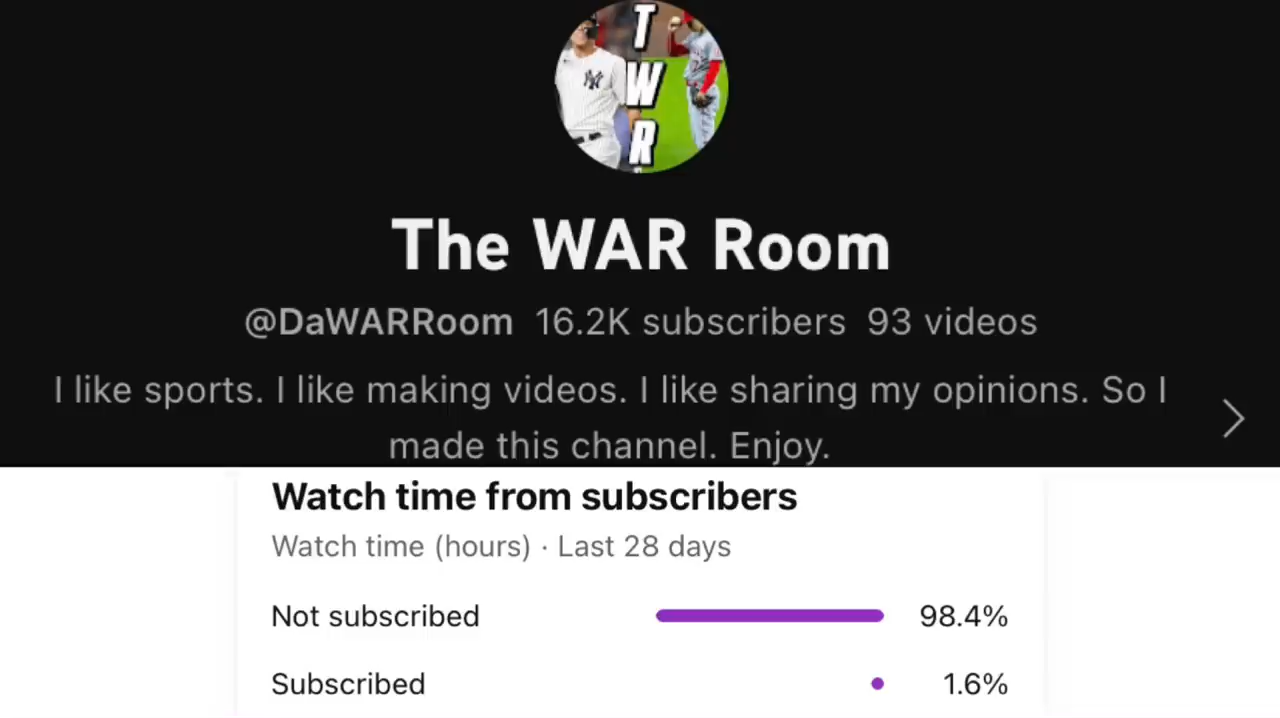 T
W
R
The WAR Room
@DaWARRoom 16.2K subscribers 93 videos
I like sports. I like making videos. I like sharing my opinions. So I
made this channel. Enjoy.
Watch time from subscribers
Watch time (hours) · Last 28 days
Not subscribed 98.4%
Subscribed 1.6%